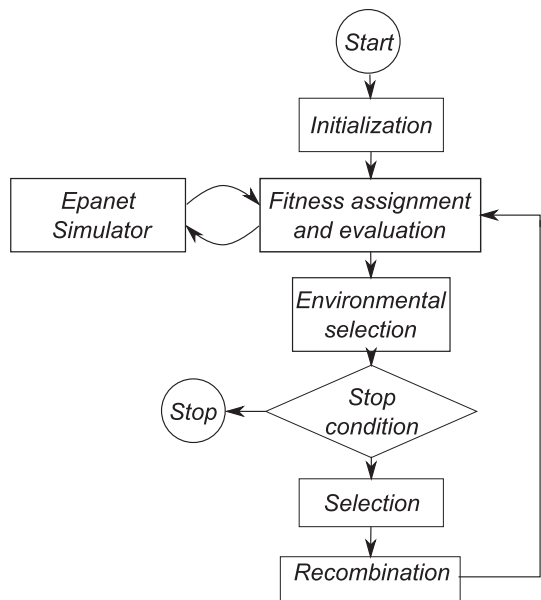 Start
Initialization
Epanet
Simulator
Fitness assignment
and evaluation
Environmental
selection
Stop
Stop
condition
Selection
Recombination